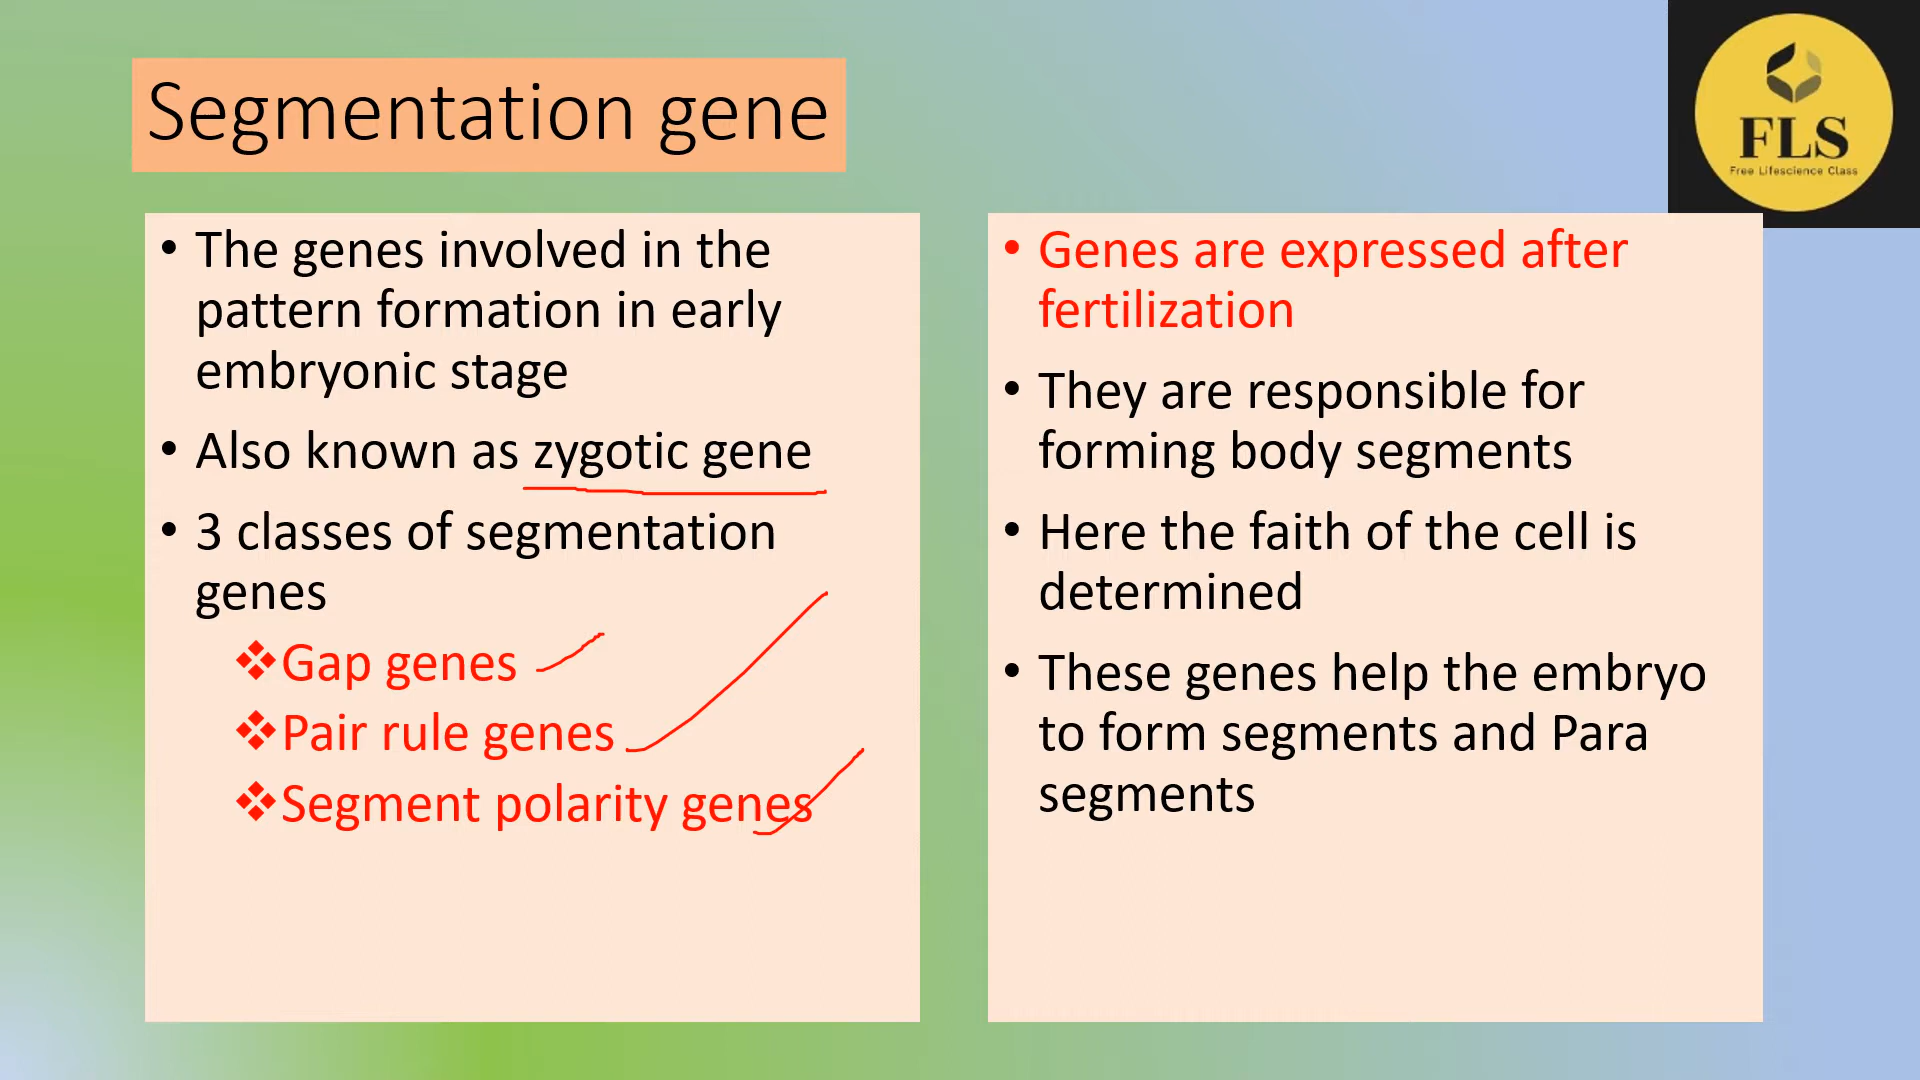 Segmentation gene
FLS
Free Lifescience Class
• The genes involved in the
pattern formation in early
embryonic stage
• Also known as zygotic gene
• 3 classes of segmentation
genes
❖Gap genes
❖Pair rule genes
❖Segment polarity genes
• Genes are expressed after
fertilization
• They are responsible for
forming body segments
• Here the faith of the cell is
determined
• These genes help the embryo
to form segments and Para
segments